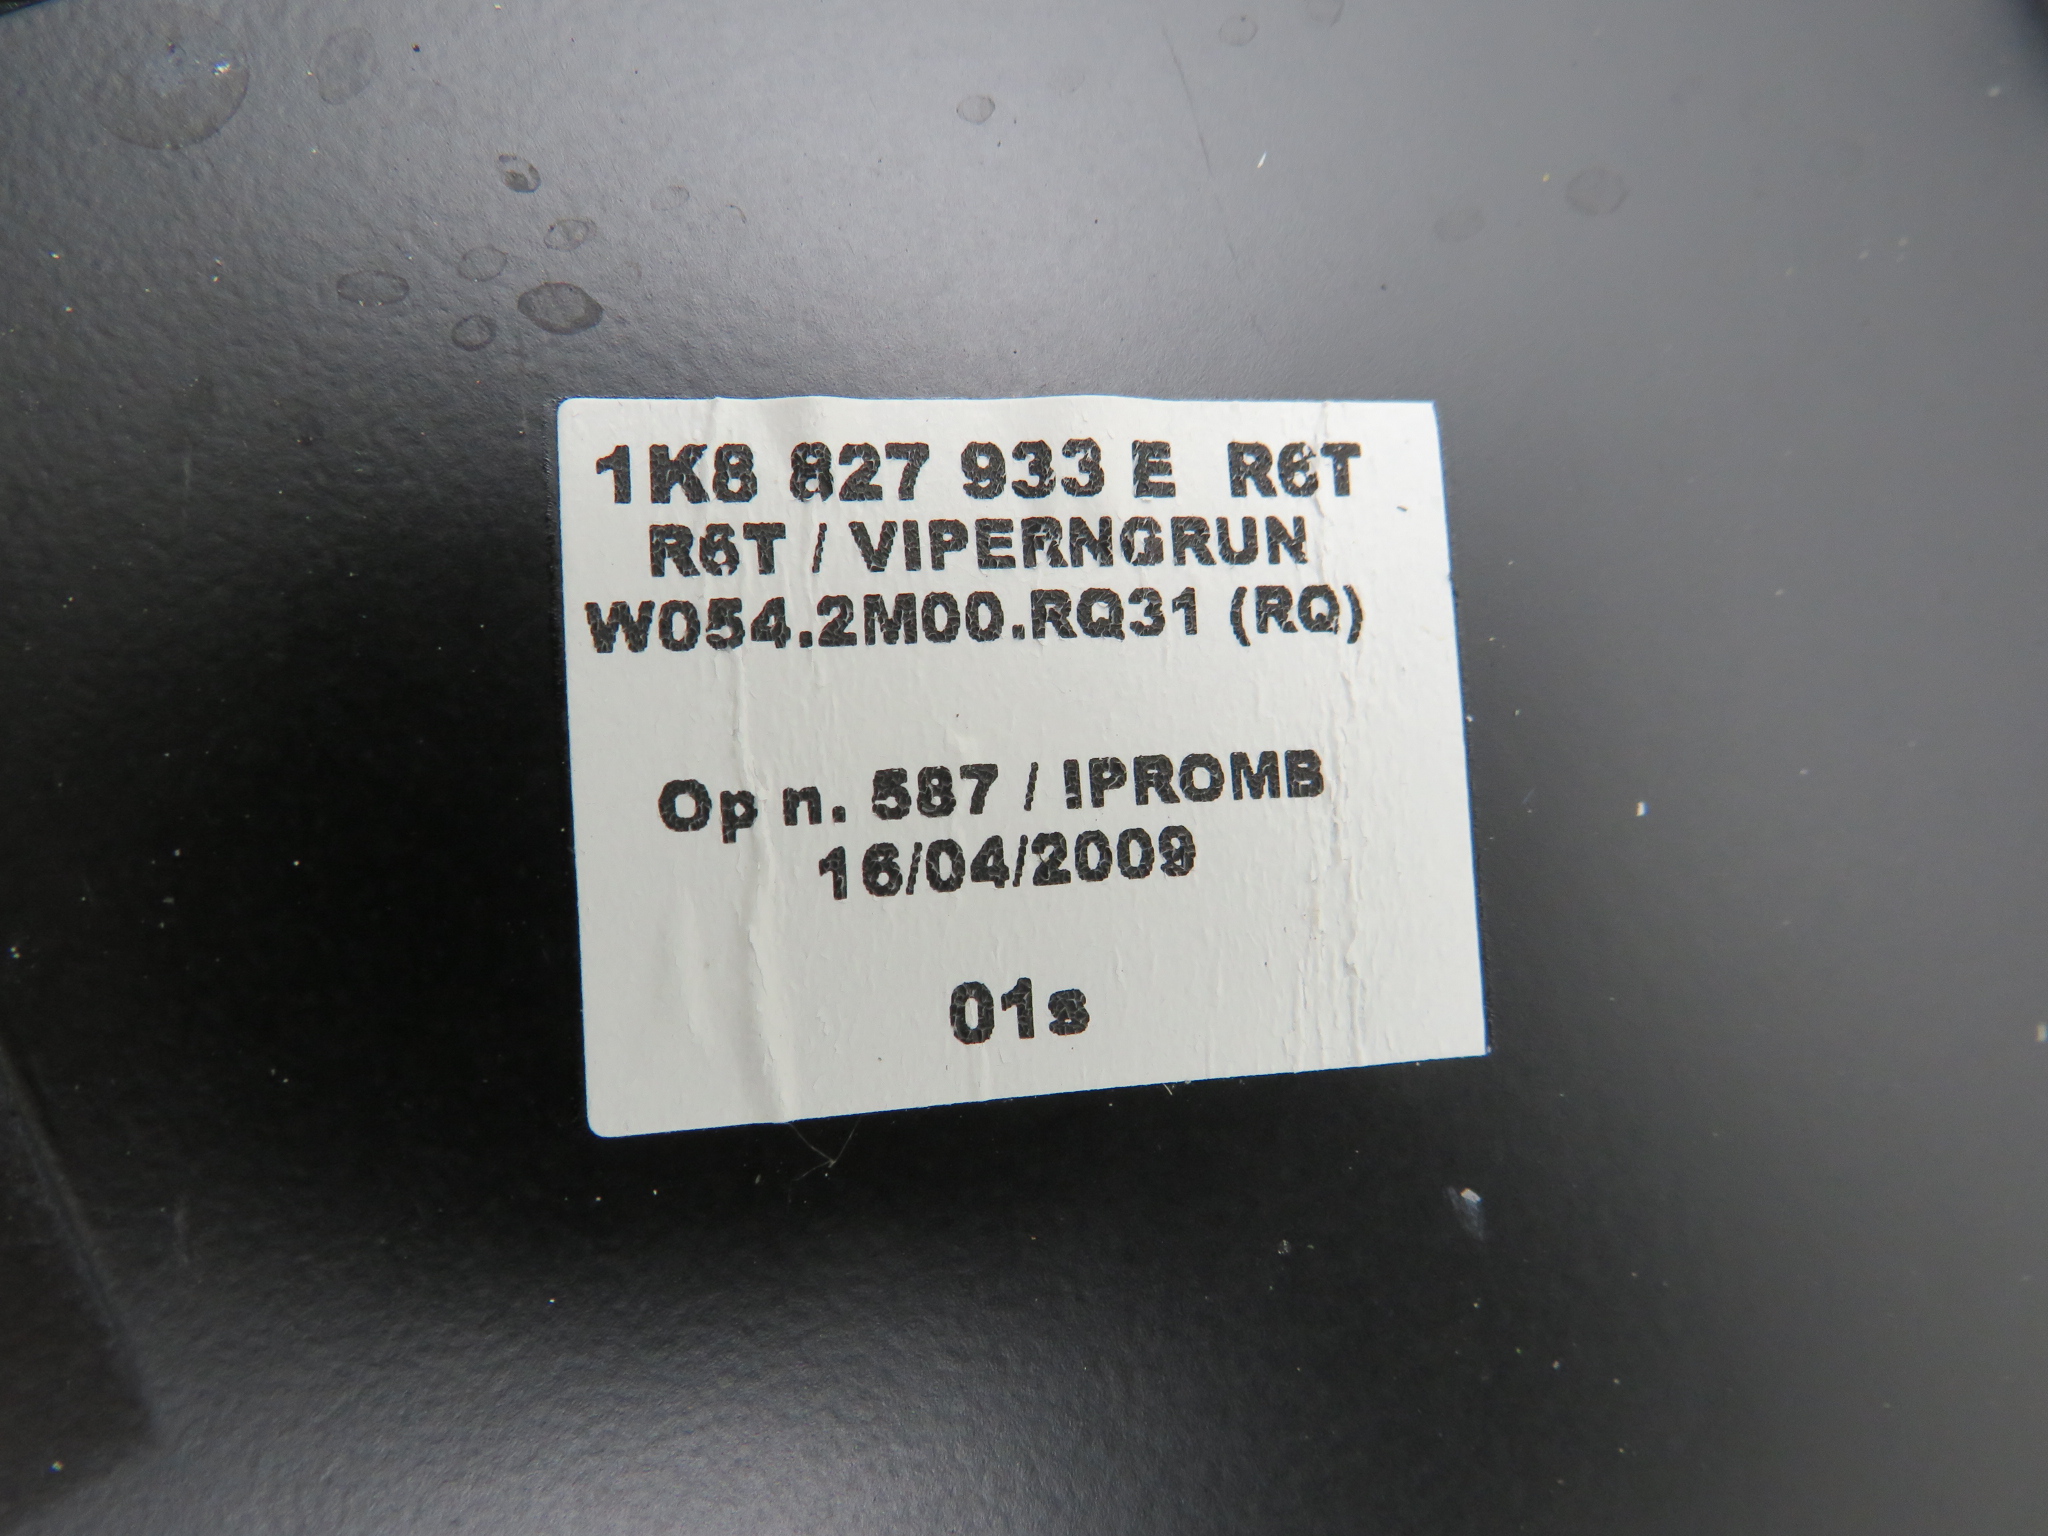 1K8 827 933 E R6T
R6T / VIPERNGRUN
W054.2M00.RQ31 (RQ)
Op n. 587 / IPROMB
16/04/2009
01s